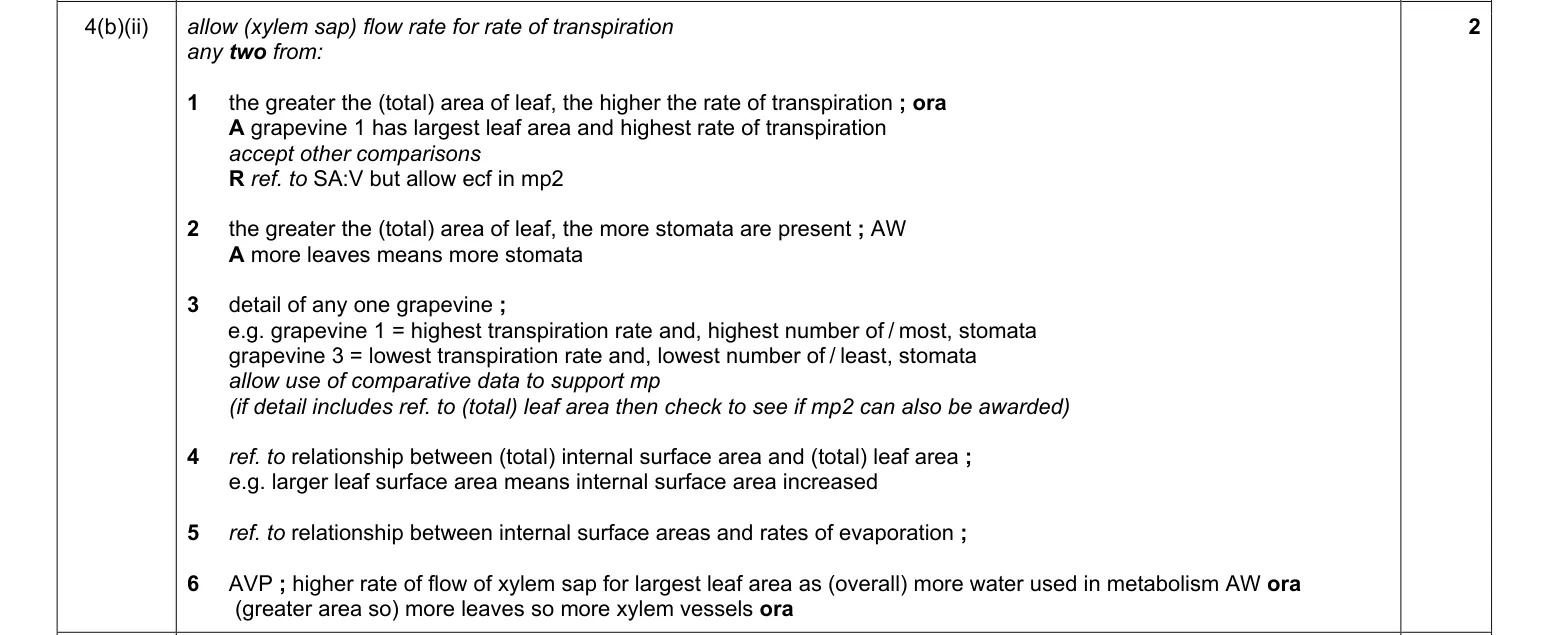 4(b)(ii) allow (xylem sap) flow rate for rate of transpiration 2
any two from:
1 the greater the (total) area of leaf, the higher the rate of transpiration ; ora
A grapevine 1 has largest leaf area and highest rate of transpiration
accept other comparisons
R ref. to SA:V but allow ecf in mp2
2 the greater the (total) area of leaf, the more stomata are present ; AW
A more leaves means more stomata
3 detail of any one grapevine ;
e.g. grapevine 1 = highest transpiration rate and, highest number of / most, stomata
grapevine 3 = lowest transpiration rate and, lowest number of / least, stomata
allow use of comparative data to support mp
(if detail includes ref. to (total) leaf area then check to see if mp2 can also be awarded)
4 ref. to relationship between (total) internal surface area and (total) leaf area ;
e.g. larger leaf surface area means internal surface area increased
5 ref. to relationship between internal surface areas and rates of evaporation ;
6 AVP ; higher rate of flow of xylem sap for largest leaf area as (overall) more water used in metabolism AW ora
(greater area so) more leaves so more xylem vessels ora